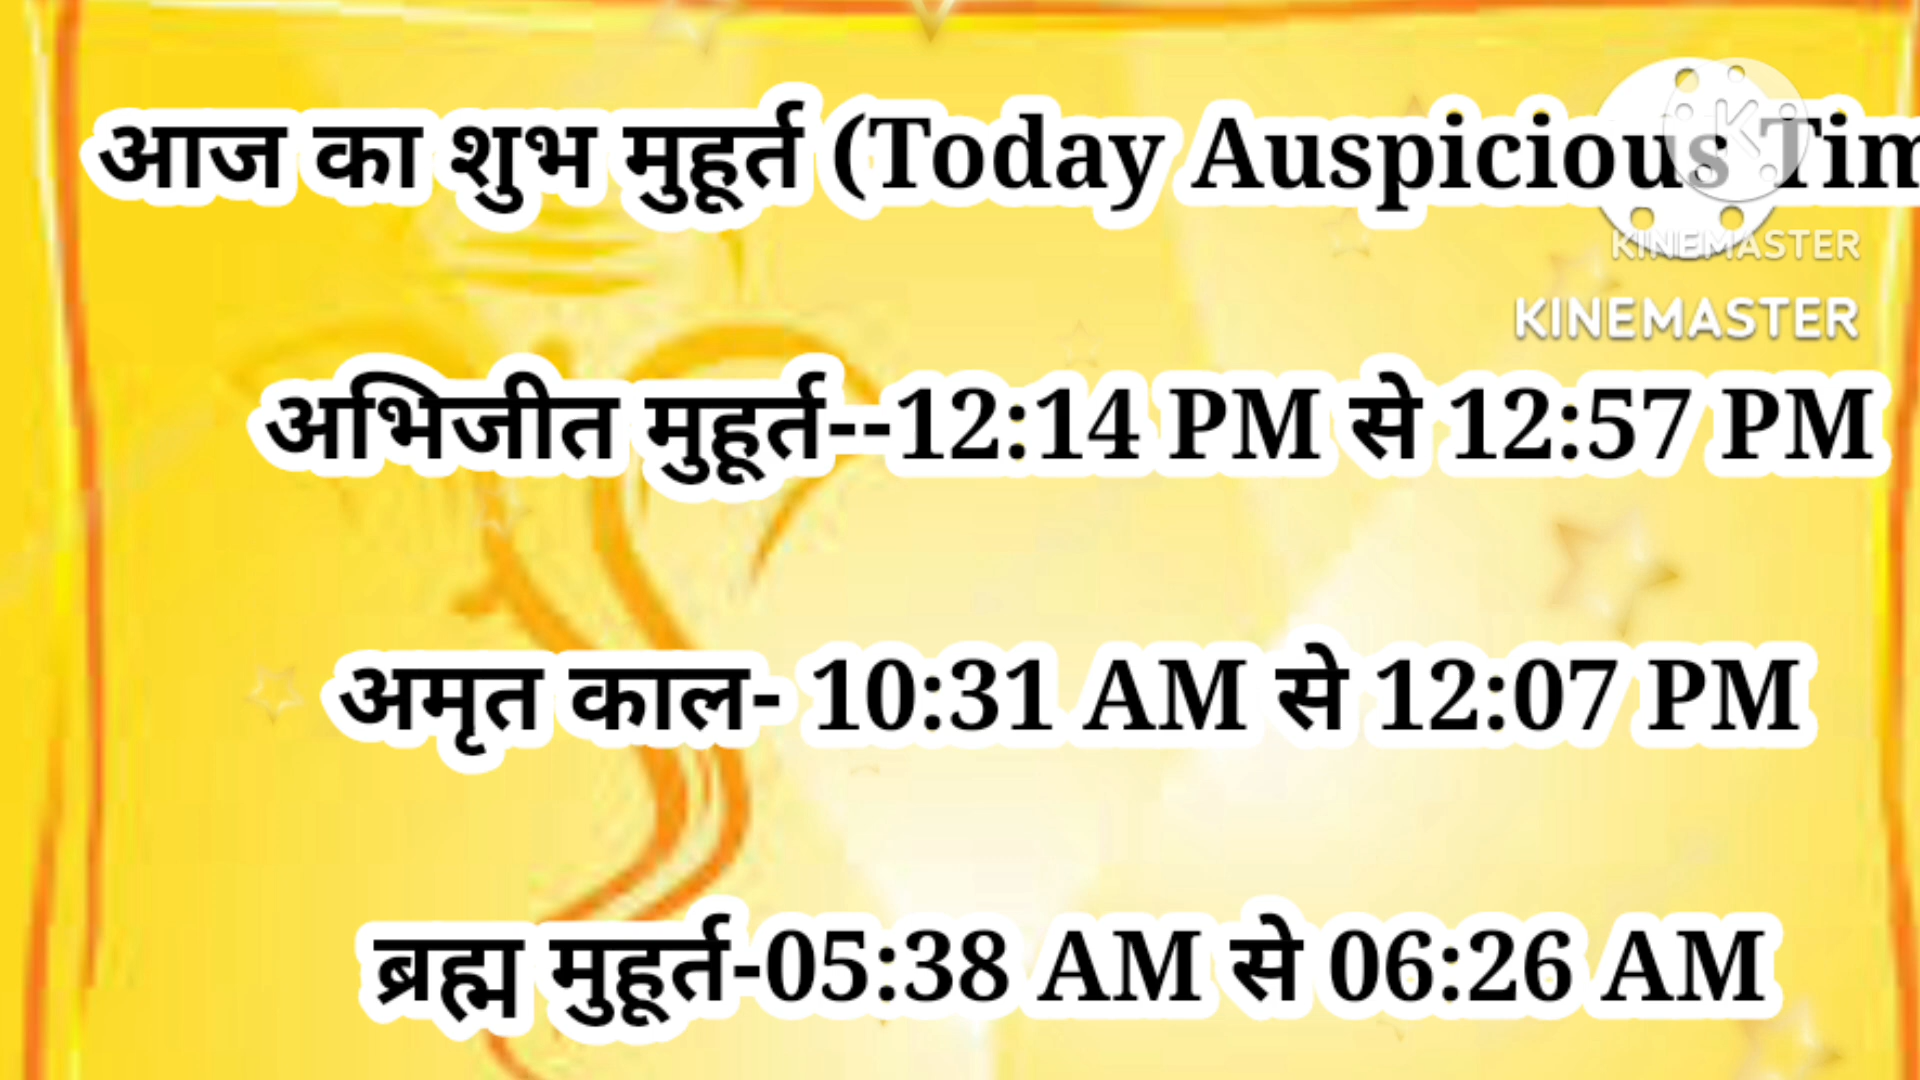 आज का शुभ मुहूर्त (Today Auspicious Tim
KINEMASTER
KINEMASTER
अभिजीत मुहूर्त--12:14 PM से 12:57 PM
अमृत काल- 10:31 AM से 12:07 PM
ब्रह्म मुहूर्त-05:38 AM से 06:26 AM